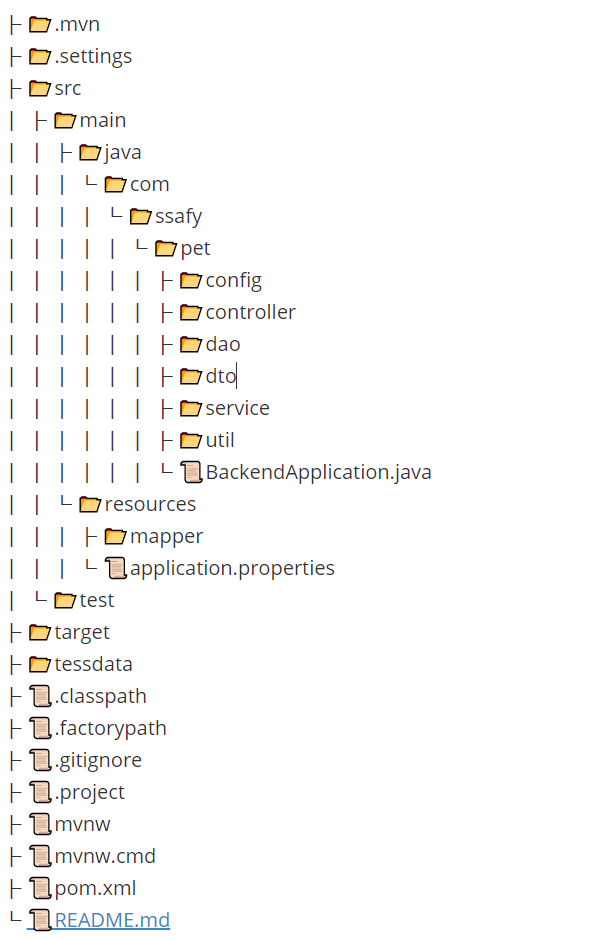 ├ 📂.mvn
├ 📂.settings
├ 📂src
│ ├ 📂main
│ │ ├ 📂java
│ │ │ └ 📂com
│ │ │ │ └ 📂ssafy
│ │ │ │ │ └ 📂pet
│ │ │ │ │ │ ├ 📂config
│ │ │ │ │ │ ├ 📂controller
│ │ │ │ │ │ ├ 📂dao
│ │ │ │ │ │ ├ 📂dto
│ │ │ │ │ │ ├ 📂service
│ │ │ │ │ │ ├ 📂util
│ │ │ │ │ │ └ 📜BackendApplication.java
│ │ └ 📂resources
│ │ │ ├ 📂mapper
│ │ │ └ 📜application.properties
│ └ 📂test
├ 📂target
├ 📂tessdata
├ 📜.classpath
├ 📜.factorypath
├ 📜.gitignore
├ 📜.project
├ 📜mvnw
├ 📜mvnw.cmd
├ 📜pom.xml
└ 📜README.md